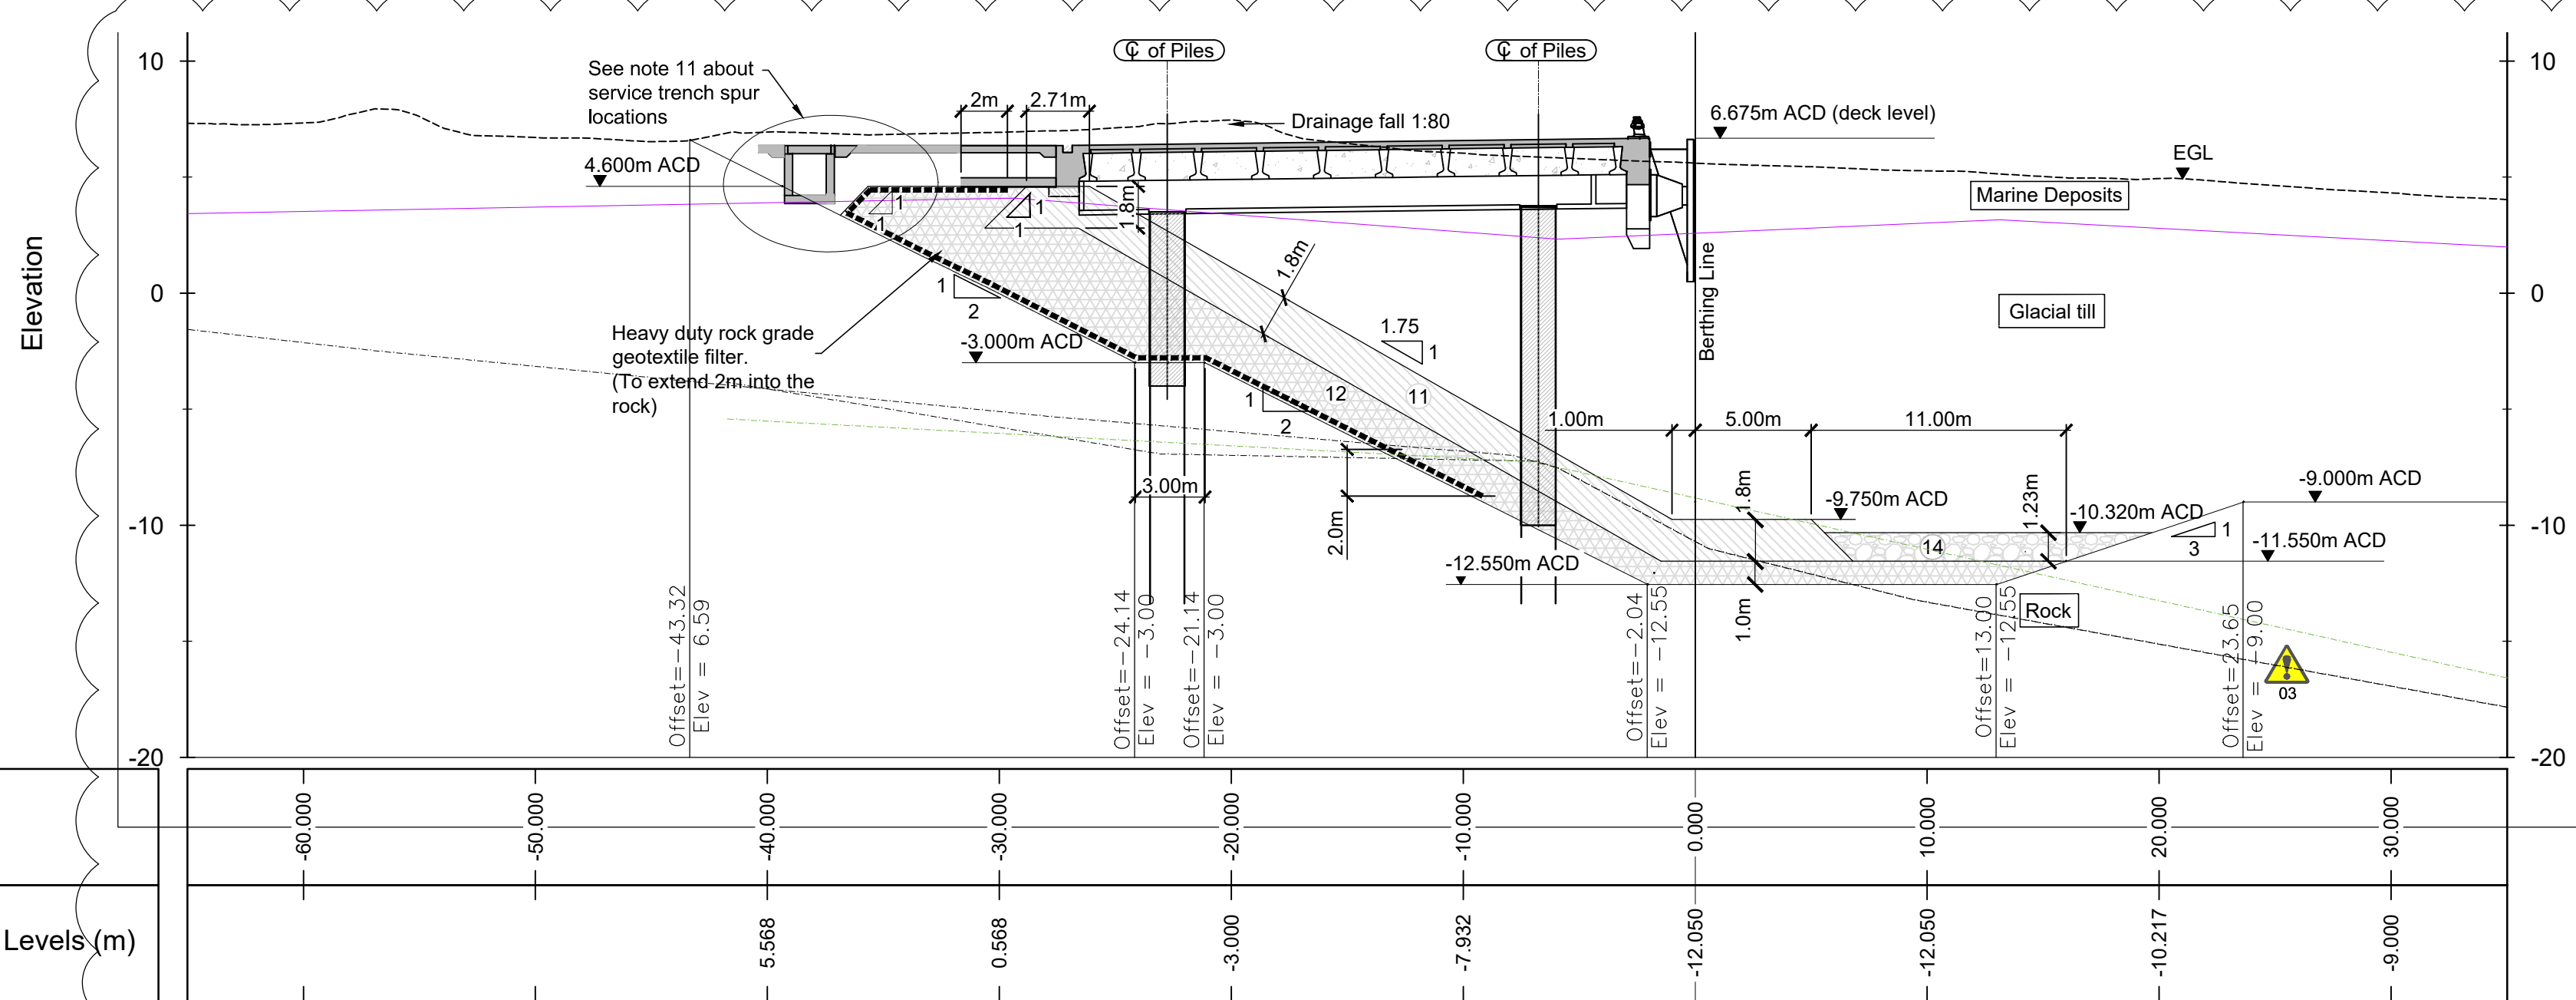 ℄ of Piles
℄ of Piles
10
10
See note 11 about
service trench spur
locations
2m
2.71m
Drainage fall 1:80
6.675m ACD (deck level)
4.600m ACD
EGL
Marine Deposits
1
1
1
1
1.8m
1.8m
Elevation
0
0
Glacial till
Berthing Line
1
2
Heavy duty rock grade
geotextile filter.
(To extend 2m into the
rock)
-3.000m ACD
1.75
1
12
11
1
2
1.00m
5.00m
11.00m
3.00m
2.0m
1.8m
-9.750m ACD
1.23m
-9.000m ACD
-10.320m ACD
-10
-10
14
1
3
-11.550m ACD
-12.550m ACD
1.0m
Rock
Offset=-43.32
Elev = 6.59
Offset=-24.14
Elev = -3.00
Offset=-21.14
Elev = -3.00
Offset=-2.04
Elev = -12.55
Offset=13.00
Elev = -12.55
Offset=23.65
Elev = -9.00
03
-20
-20
-60.000
-50.000
-40.000
-30.000
-20.000
-10.000
0.000
10.000
20.000
30.000
Levels (m)
5.568
0.568
-3.000
-7.932
-12.050
-12.050
-10.217
-9.000